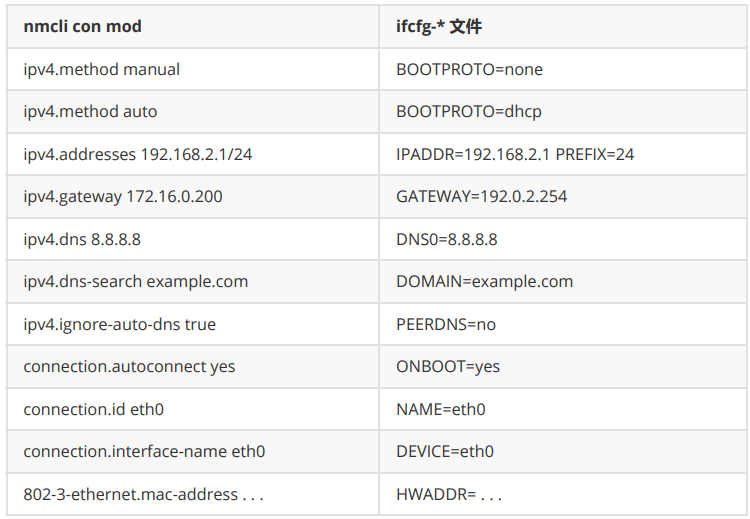 nmcli con mod ifcfg-* 文件
ipv4.method manual BOOTPROTO=none
ipv4.method auto BOOTPROTO=dhcp
ipv4.addresses 192.168.2.1/24 IPADDR=192.168.2.1 PREFIX=24
ipv4.gateway 172.16.0.200 GATEWAY=192.0.2.254
ipv4.dns 8.8.8.8 DNS0=8.8.8.8
ipv4.dns-search example.com DOMAIN=example.com
ipv4.ignore-auto-dns true PEERDNS=no
connection.autoconnect yes ONBOOT=yes
connection.id eth0 NAME=eth0
connection.interface-name eth0 DEVICE=eth0
802-3-ethernet.mac-address . . . HWADDR= . . .